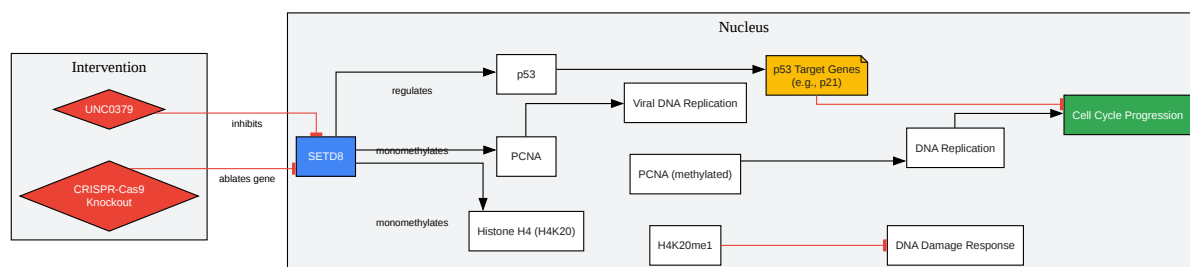 Nucleus
Intervention
UNC0379
inhibits
CRISPR-Cas9
Knockout
ablates gene
SETD8
regulates
monomethylates
monomethylates
p53
PCNA
Histone H4 (H4K20)
p53 Target Genes
(e.g., p21)
Viral DNA Replication
PCNA (methylated)
H4K20me1
DNA Replication
DNA Damage Response
Cell Cycle Progression